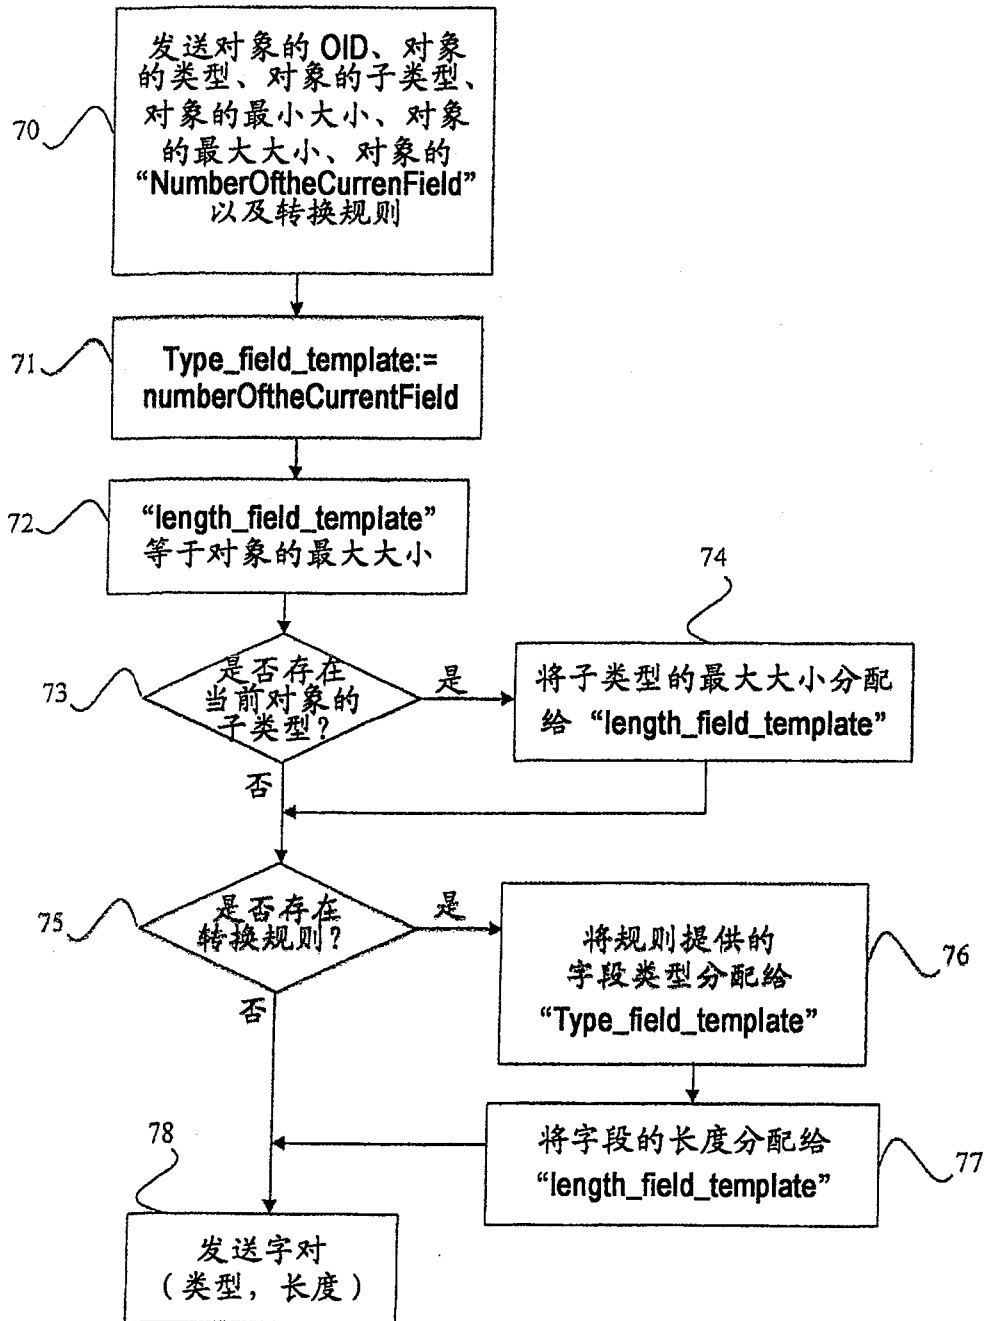 发送对象的 OID、对象
的类型、对象的子类型、
对象的最小大小、对象
的最大大小、对象的
“NumberOftheCurrenField”
以及转换规则
70
Type_field_template:=
numberOftheCurrentField
71
“length_field_template”
等于对象的最大大小
72
是否存在
当前对象的
子类型？
73
是
74
将子类型的最大大小分配
给 “length_field_template”
否
是否存在
转换规则？
75
是
将规则提供的
字段类型分配给
“Type_field_template”
76
否
将字段的长度分配给
“length_field_template”
77
78
发送字对
（类型，长度）